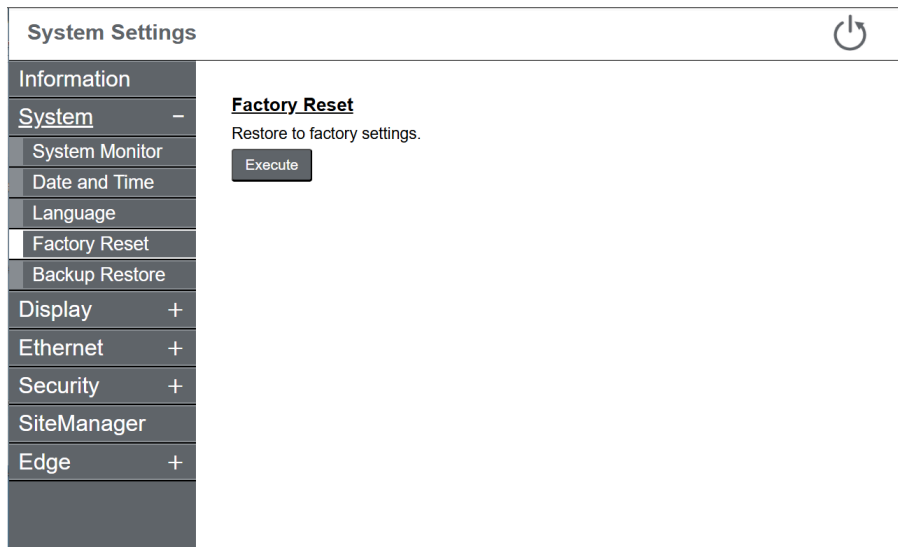 System Settings
Information
System −
System Monitor
Date and Time
Language
Factory Reset
Backup Restore
Display +
Ethernet +
Security +
SiteManager
Edge +
Factory Reset
Restore to factory settings.
Execute